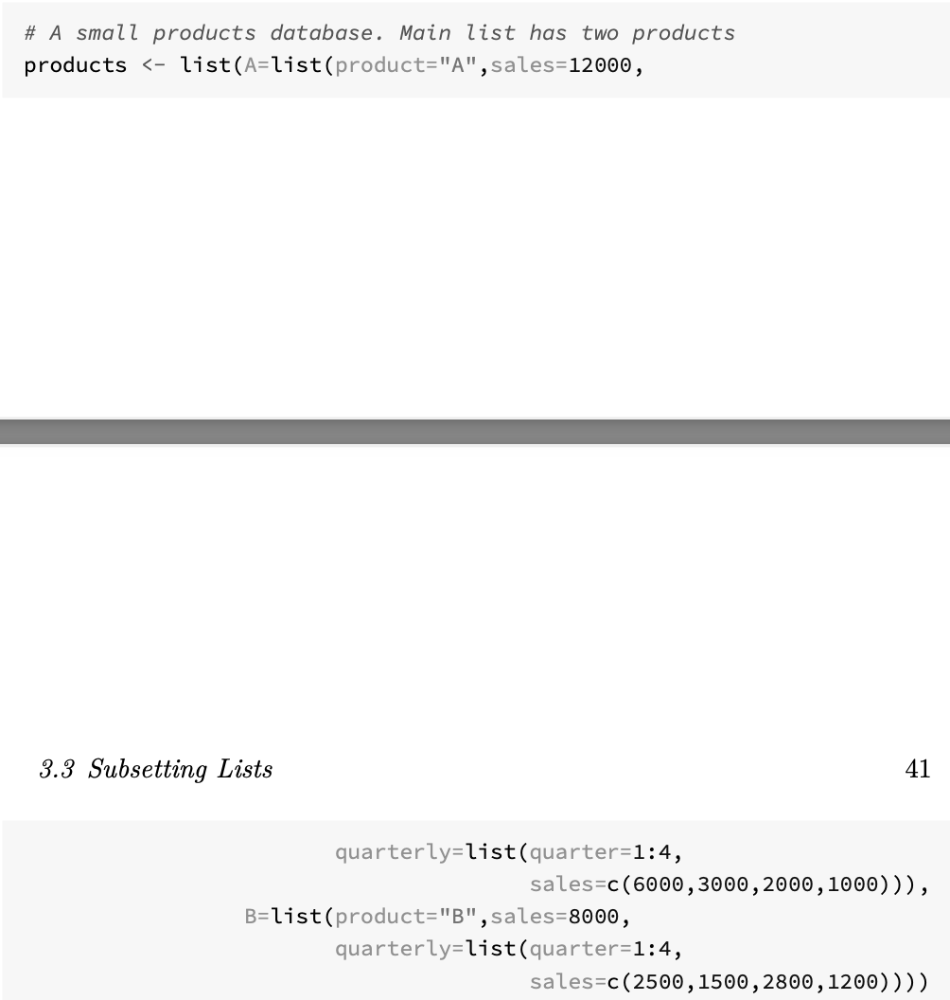 # A small products database. Main list has two products
products <- list(A=list(product="A",sales=12000,
3.3 Subsetting Lists 41
quarterly=list(quarter=1:4,
sales=c(6000,3000,2000,1000))),
B=list(product="B",sales=8000,
quarterly=list(quarter=1:4,
sales=c(2500,1500,2800,1200))))